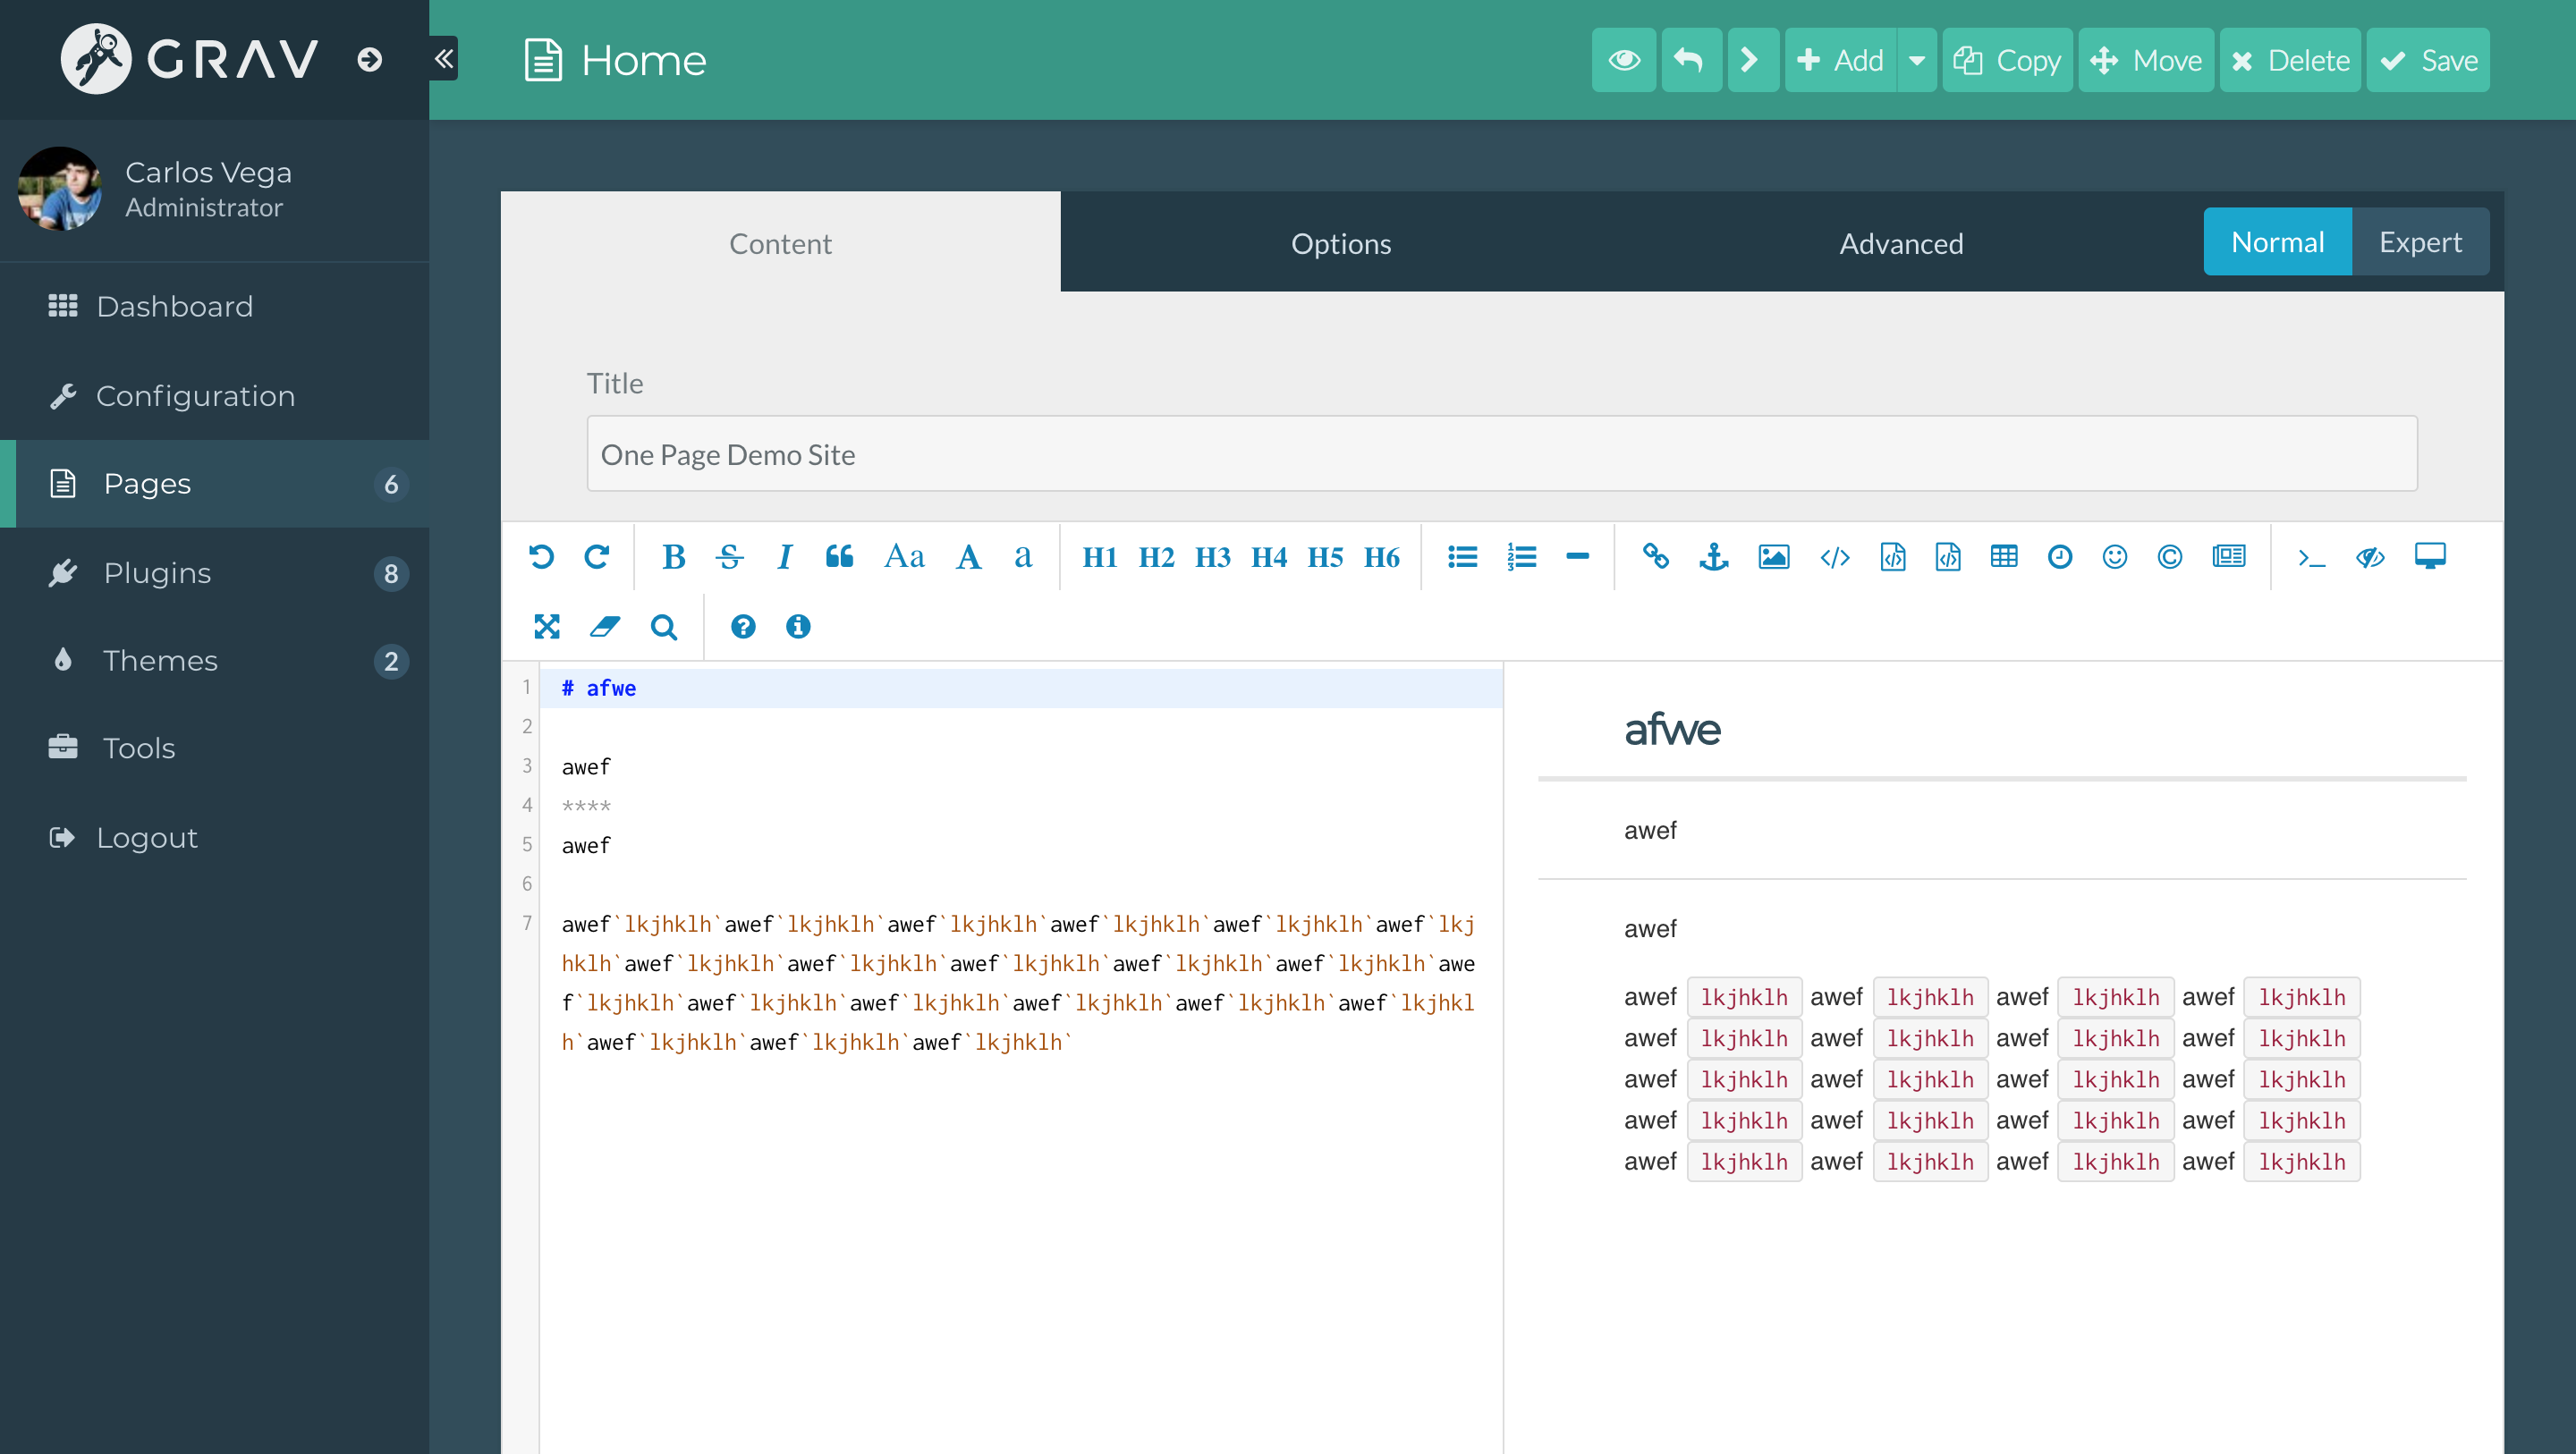 GRAV
Home
Add
Copy
Move
Delete
Save
Carlos Vega
Administrator
Dashboard
Configuration
Pages 6
Plugins 8
Themes 2
Tools
Logout
Content
Options
Advanced
Normal
Expert
Title
One Page Demo Site
B S I Aa A a H1 H2 H3 H4 H5 H6
1 # afwe
2
3 awef
4 ****
5 awef
6
7 awef`lkjhklh`awef`lkjhklh`awef`lkjhklh`awef`lkjhklh`awef`lkjhklh`awef`lkj
hklh`awef`lkjhklh`awef`lkjhklh`awef`lkjhklh`awef`lkjhklh`awef`lkjhklh`awe
f`lkjhklh`awef`lkjhklh`awef`lkjhklh`awef`lkjhklh`awef`lkjhklh`awef`lkjhkl
h`awef`lkjhklh`awef`lkjhklh`awef`lkjhklh`
afwe
awef
awef
awef lkjhklh awef lkjhklh awef lkjhklh awef lkjhklh
awef lkjhklh awef lkjhklh awef lkjhklh awef lkjhklh
awef lkjhklh awef lkjhklh awef lkjhklh awef lkjhklh
awef lkjhklh awef lkjhklh awef lkjhklh awef lkjhklh
awef lkjhklh awef lkjhklh awef lkjhklh awef lkjhklh